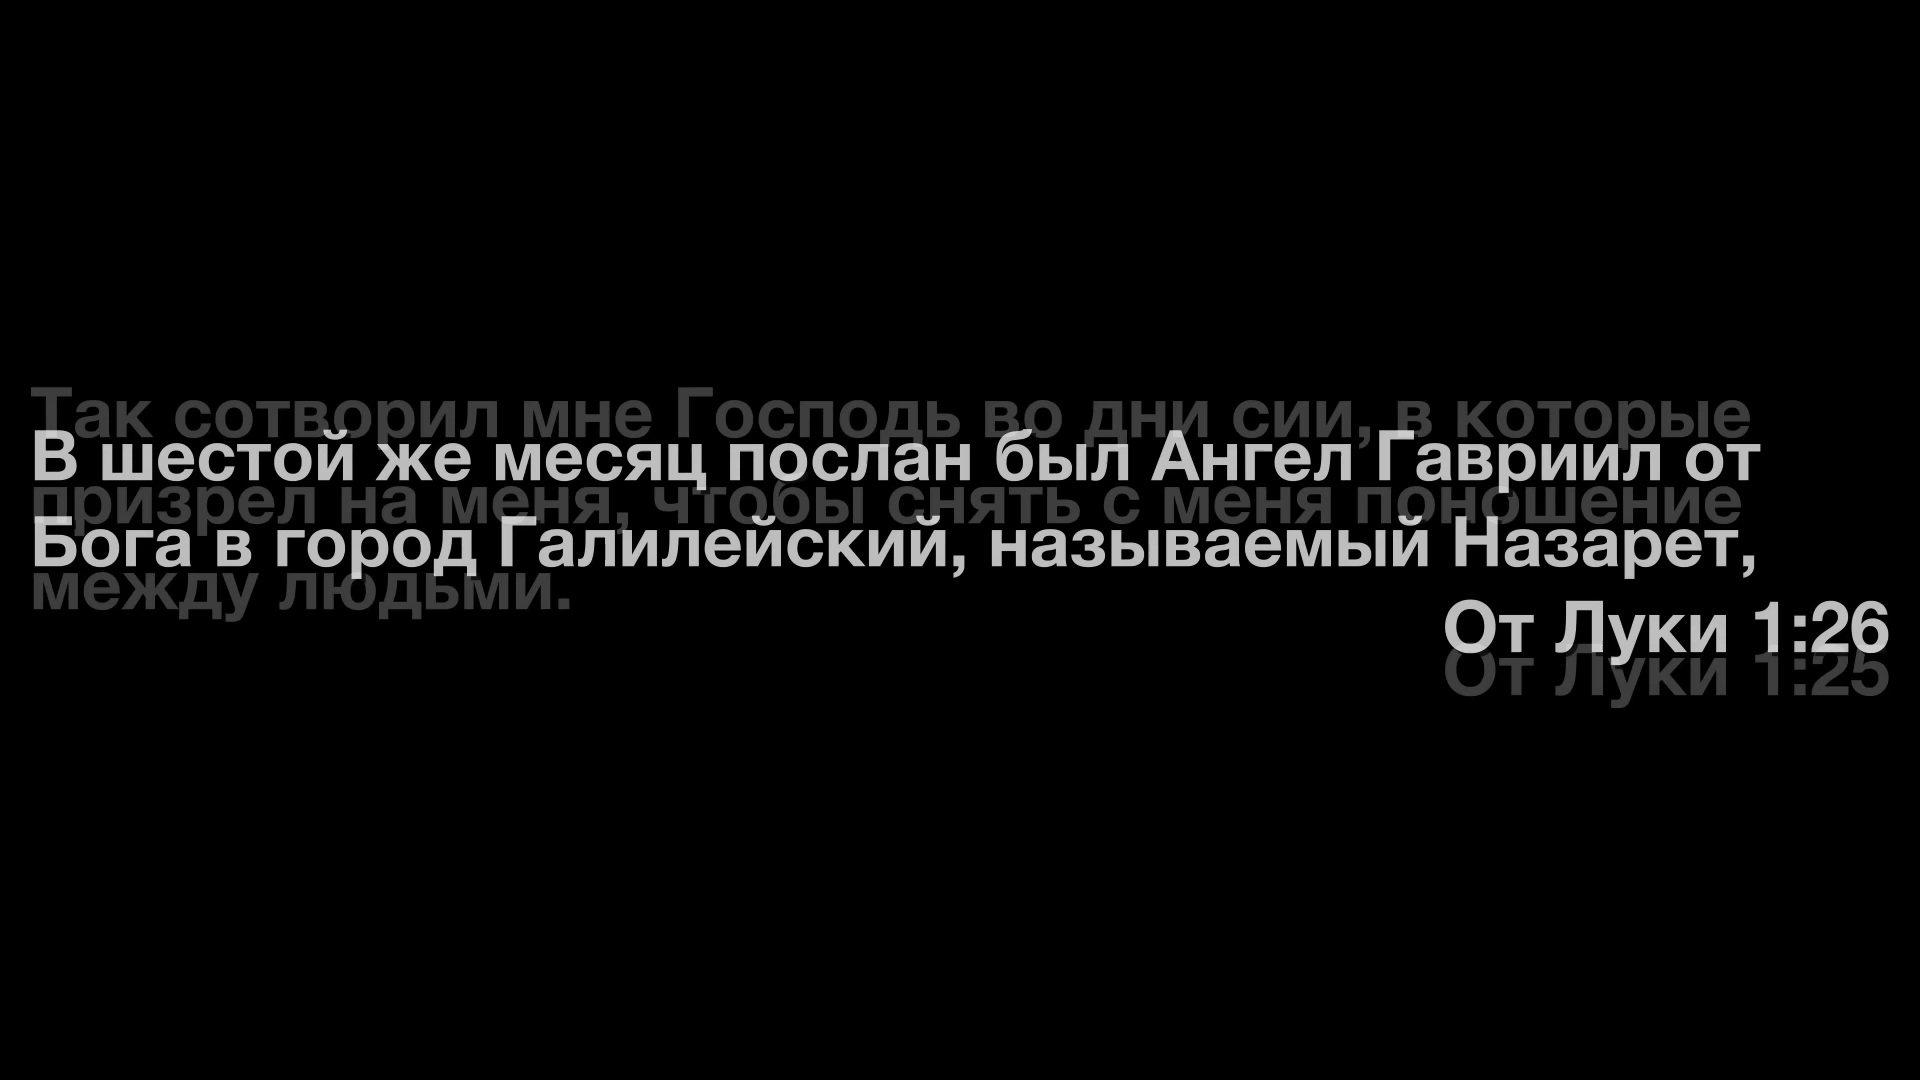 Так сотворил мне Господь во дни сии, в которые
В шестой же месяц послан был Ангел Гавриил от
призрел на меня, чтобы снять с меня поношение
Бога в город Галилейский, называемый Назарет,
между людьми.
От Луки 1:26
От Луки 1:25